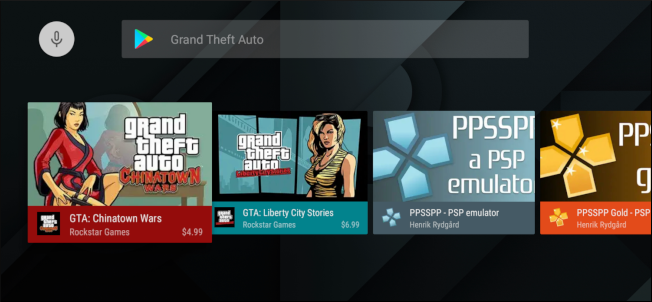 Grand Theft Auto
grand
theft
auto
CHINATOWN
WARS
grand
theft
auto
LIBERTY CITY STORIES
PPSSPP
a PSP
emulato
PPS
g
GTA: Chinatown Wars
Rockstar Games
$4.99
GTA: Liberty City Stories
Rockstar Games
$6.99
PPSSPP - PSP emulator
Henrik Rydgård
PPSSPP Gold - PSP
Henrik Rydgård